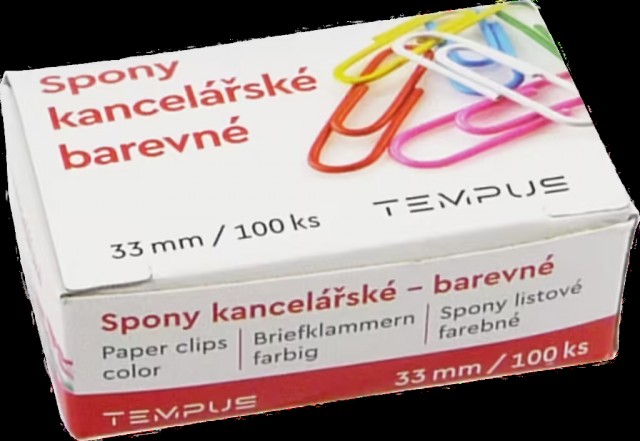 Spony
kancelářské
barevné
TEMPUS
33 mm / 100 ks
Spony kancelářské – barevné
Paper clips
color
Briefklammern
farbig
Spony listové
farebné
TEMPUS
33 mm / 100 ks